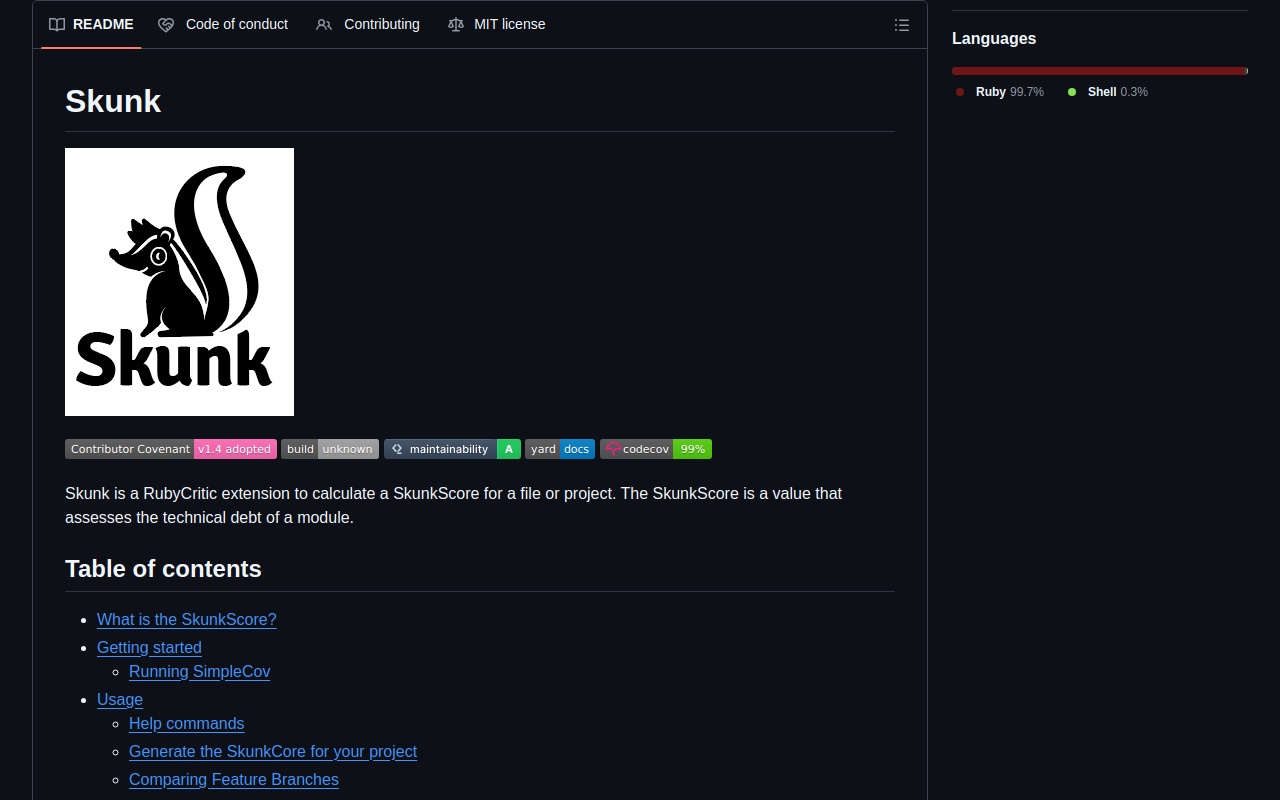 README
Code of conduct
Contributing
MIT license
Skunk
Skunk
Contributor Covenant v1.4 adopted
build unknown
maintainability A
yard docs
codecov 99%
Skunk is a RubyCritic extension to calculate a SkunkScore for a file or project. The SkunkScore is a value that
assesses the technical debt of a module.
Table of contents
What is the SkunkScore?
Getting started
Running SimpleCov
Usage
Help commands
Generate the SkunkCore for your project
Comparing Feature Branches
Languages
Ruby 99.7%
Shell 0.3%